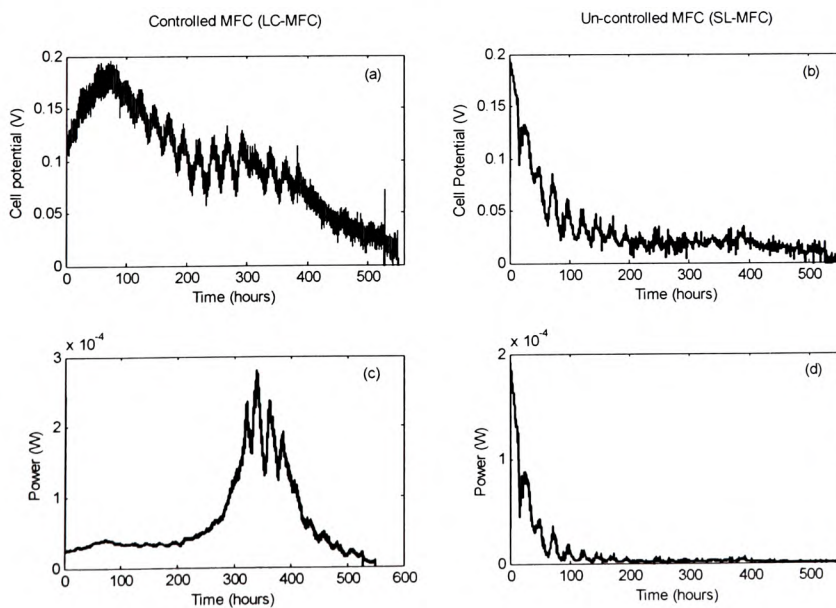 Controlled MFC (LC-MFC)
Un-controlled MFC (SL-MFC)
(a)
Cell potential (V)
0.2
0.15
0.1
0.05
0
0 100 200 300 400 500
Time (hours)
(b)
Cell Potential (V)
0.2
0.15
0.1
0.05
0
0 100 200 300 400 500
Time (hours)
x 10⁻⁴
(c)
Power (W)
3
2
1
0
0 100 200 300 400 500 600
Time (hours)
x 10⁻⁴
(d)
Power (W)
2
1
0
0 100 200 300 400 500
Time (hours)